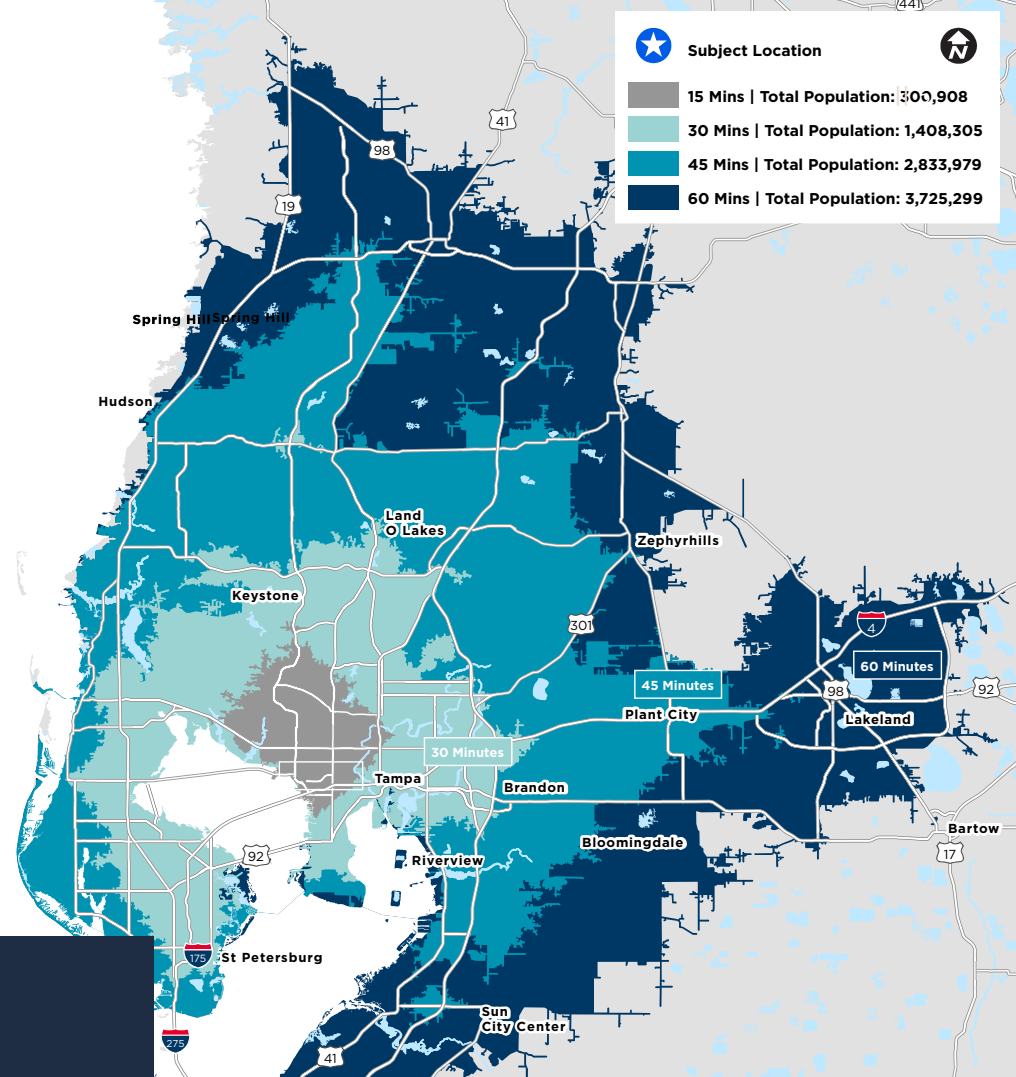 441
Subject Location
N
15 Mins | Total Population: 300,908
30 Mins | Total Population: 1,408,305
45 Mins | Total Population: 2,833,979
60 Mins | Total Population: 3,725,299
41
98
19
Spring Hill
Spring Hill
Hudson
Land
O Lakes
Zephyrhills
Keystone
301
4
60 Minutes
45 Minutes
98
92
Plant City
Lakeland
30 Minutes
Tampa
Brandon
Bartow
Bloomingdale
17
92
Riverview
175
St Petersburg
Sun
City Center
275
41